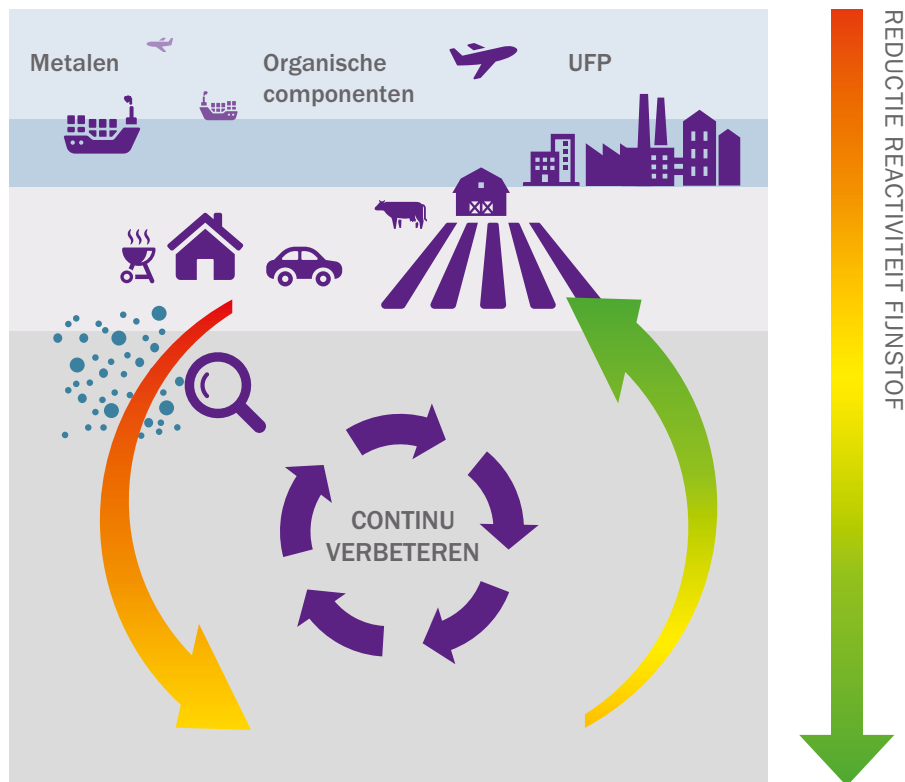 Metalen
Organische
componenten
UFP
CONTINU
VERBETEREN
REDUCTIE REACTIVITEIT FIJNSTOF